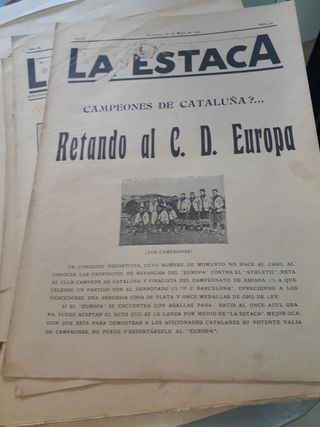 LA ESTACA
CAMPEONES DE CATALUÑA?...
Retando al C. D. Europa
¡LOS CAMPEONES!
UN CONOCIDO DEPORTISTA, CUYO NOMBRE DE MOMENTO NO HACE AL CASO, AL
CONOCER LOS PROPÓSITOS DE REVANCHA DEL "EUROPA" CONTRA EL "ATHLETIC", RETA
AL CLUB CAMPEON DE CATALUÑA Y FINALISTA DEL CAMPEONATO DE ESPAÑA (?) A QUE
CELEBRE UN PARTIDO CON EL DERROTADO (?) "F. C. BARCELONA", OFRECIENDO A LOS
VENCEDORES UNA SOBERBIA COPA DE PLATA Y ONCE MEDALLAS DE ORO DE LEY.
SI EL "EUROPA" SE ENCUENTRA CON AGALLAS PARA BATIR AL ONCE AZUL GRA-
NA, PUEDE ACEPTAR EL RETO QUE SE LE LANZA POR MEDIO DE "LA ESTACA". MEJOR OCA-
SION QUE ESTA PARA DEMOSTRAR A LOS AFICIONADOS CATALANES SU POTENTE VALIA
DE CAMPEONES, NO PUEDE PRESENTÁRSELE AL "EUROPA".